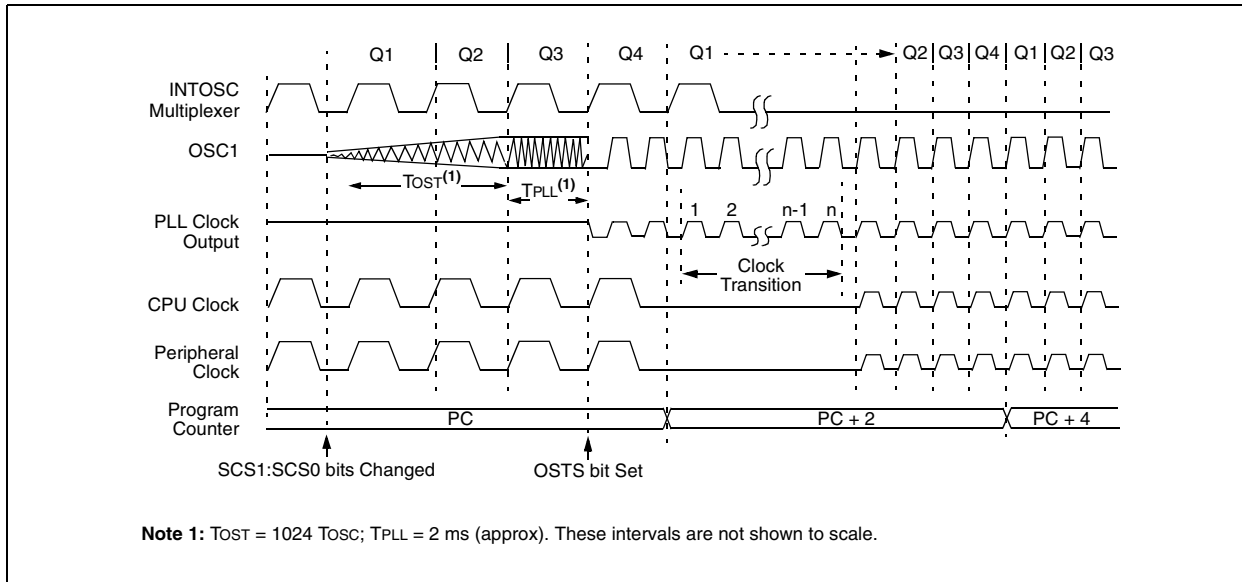 Q1 Q2 Q3 Q4 Q1 Q2 Q3 Q4 Q1 Q2 Q3
INTOSC
Multiplexer
OSC1
TOST(1)
TPLL(1)
1 2 n-1 n
PLL Clock
Output
Clock
Transition
CPU Clock
Peripheral
Clock
Program
Counter
PC PC + 2 PC + 4
SCS1:SCS0 bits Changed OSTS bit Set
Note 1: TOST = 1024 TOSC; TPLL = 2 ms (approx). These intervals are not shown to scale.